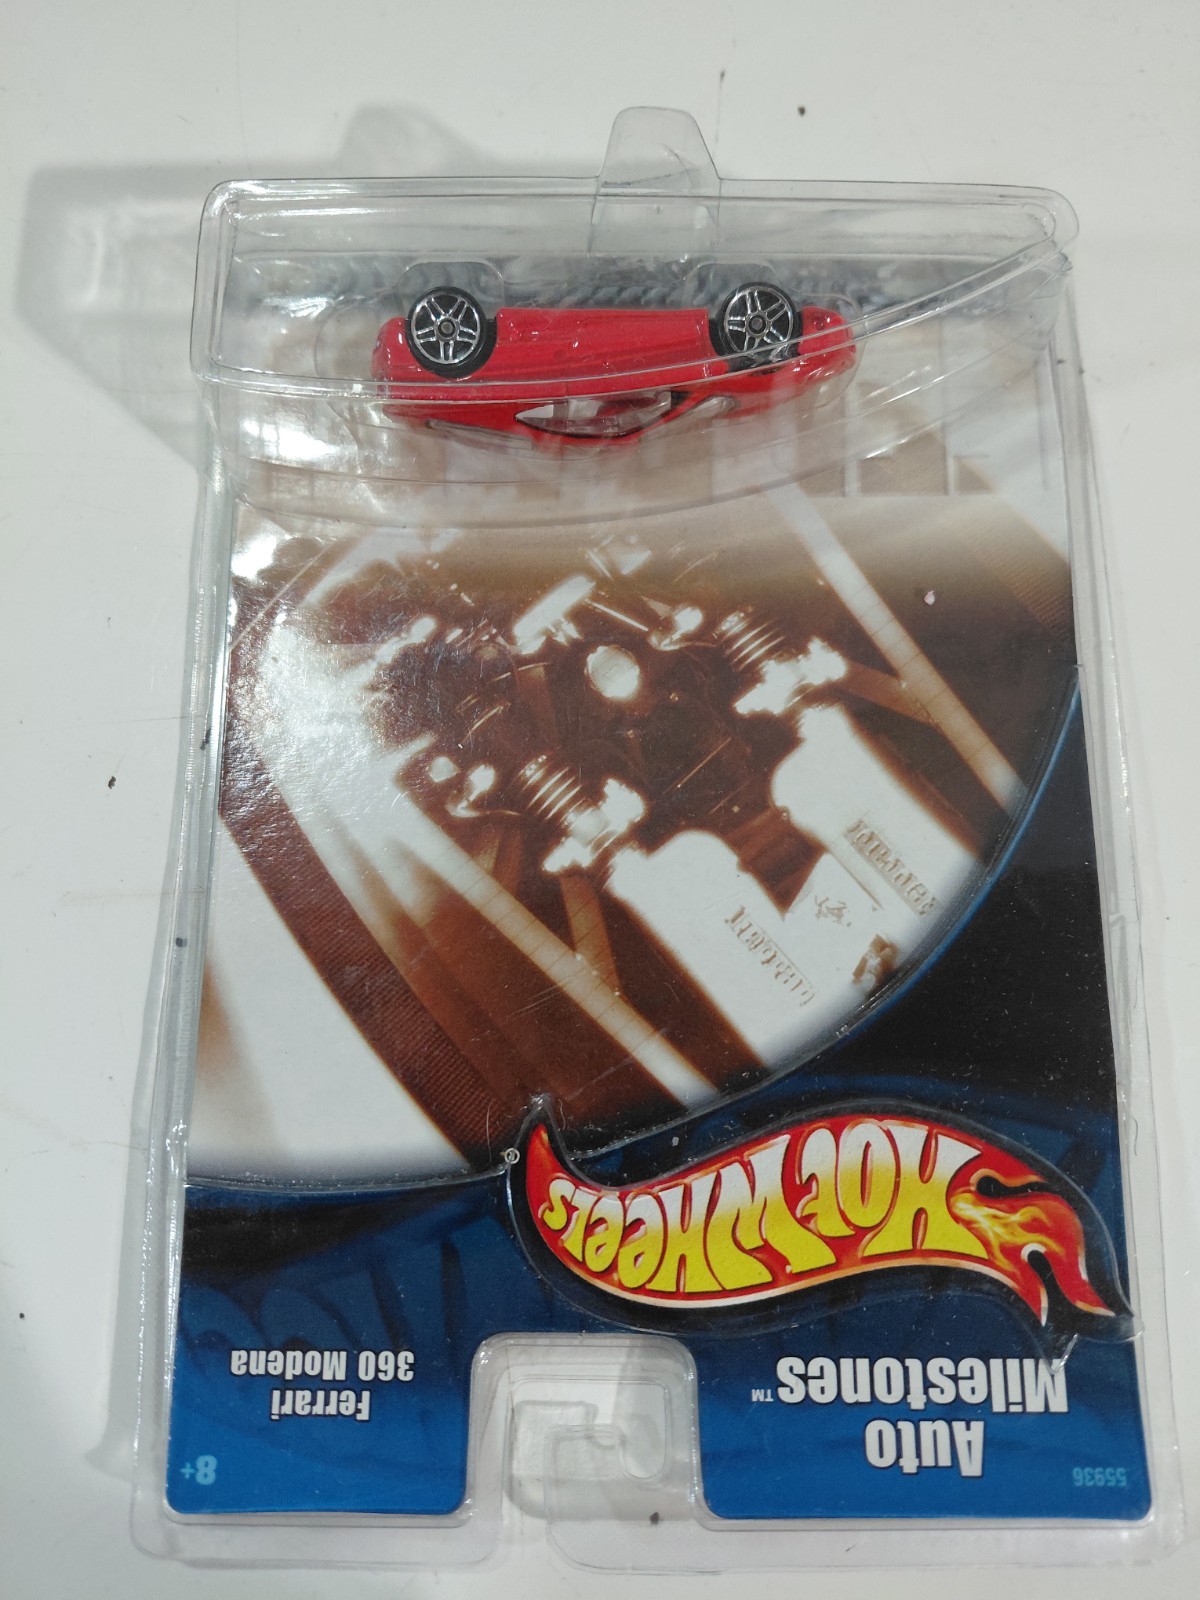 55936
Auto
Milestones™
8+
Ferrari
360 Modena
HOT WHEELS
®